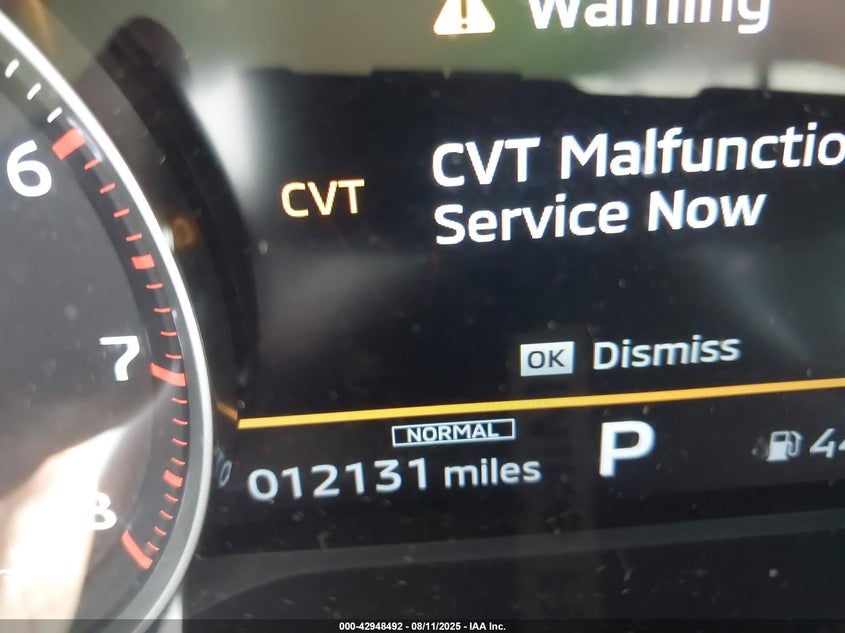 Warning
CVT Malfunctio
Service Now
CVT
OK Dismiss
NORMAL
012131 miles
P
44
6
7
8
000-42948492 - 08/11/2025 - IAA Inc.